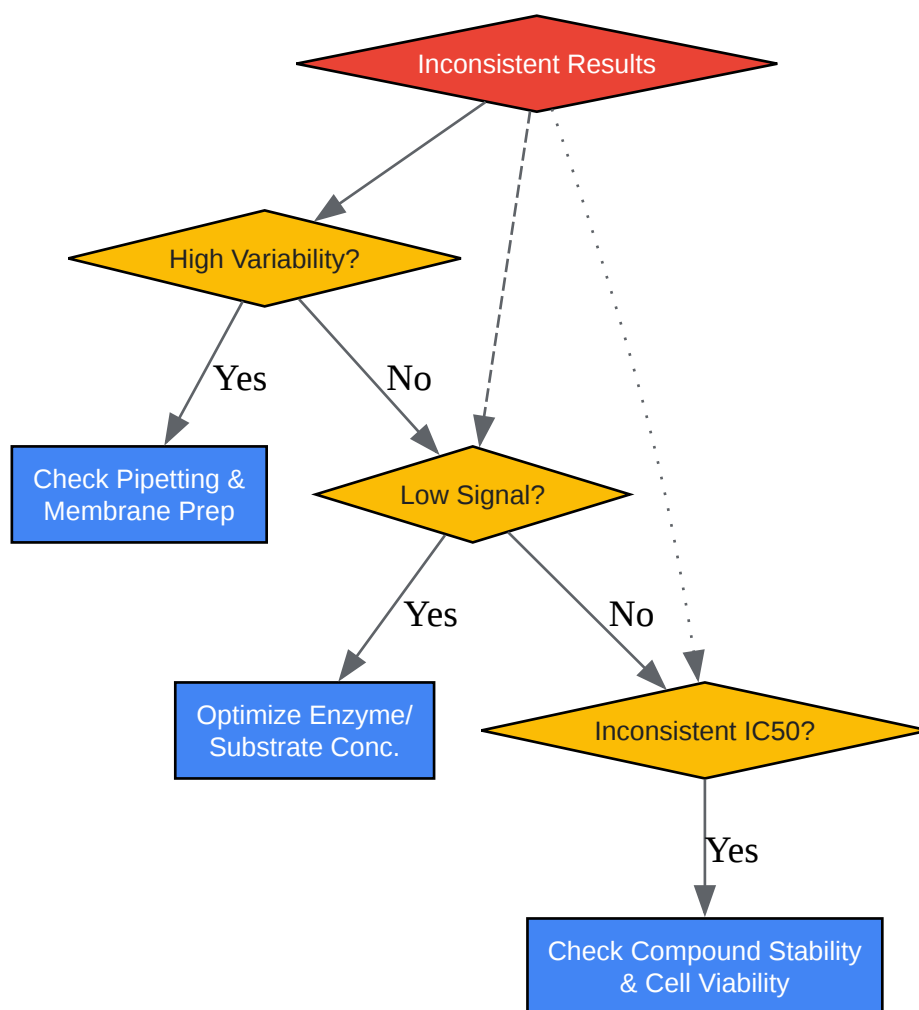 Inconsistent Results
High Variability?
Yes
No
Check Pipetting &
Membrane Prep
Low Signal?
Yes
No
Optimize Enzyme/
Substrate Conc.
Inconsistent IC50?
Yes
Check Compound Stability
& Cell Viability